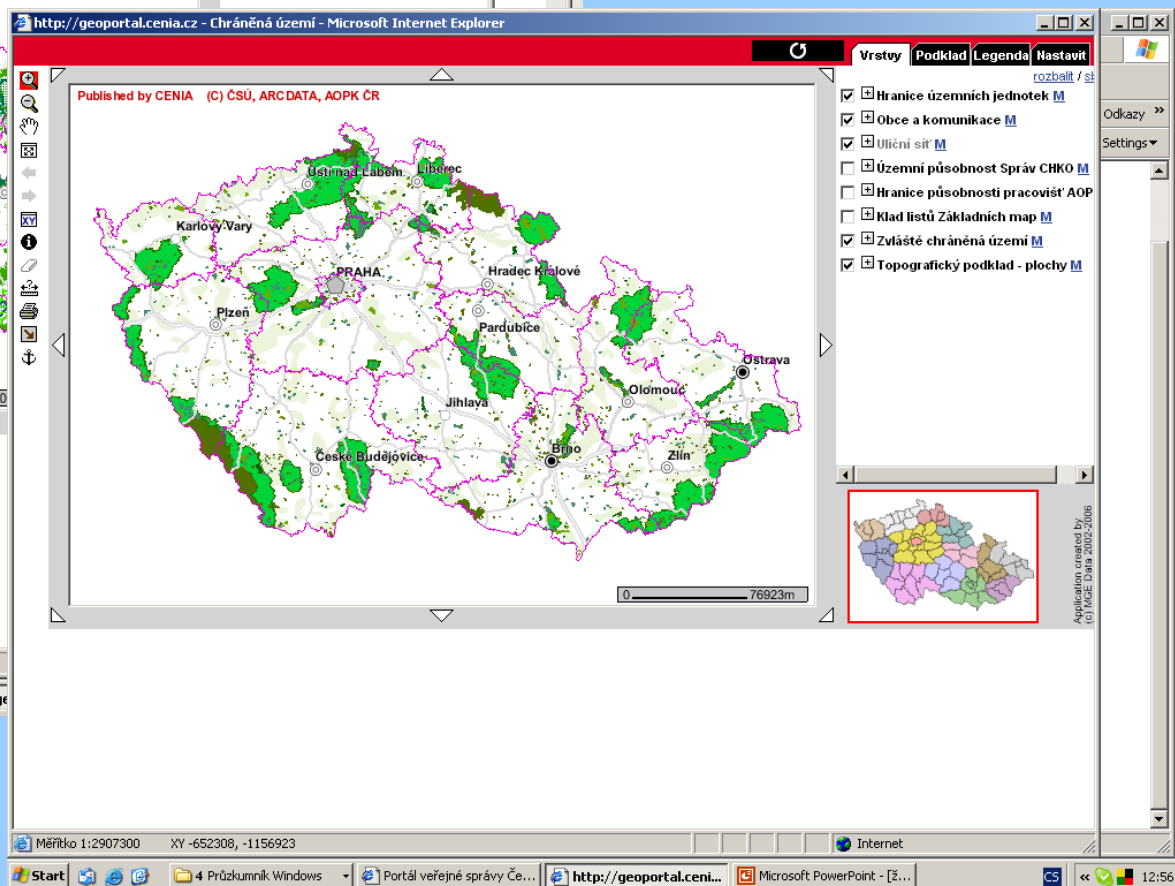 http://geoportal.cenia.cz - Chráněná území - Microsoft Internet Explorer
Vrstvy Podklad Legenda Nastavit
rozbalit /
Published by CENIA (C) ČSÚ, ARCDATA, AOPK ČR
Hranice územních jednotek M
Obce a komunikace M
Uliční síť M
Územní působnost Správ CHKO M
Hranice působnosti pracovišť AOP
Klad listů Základních map M
Zvláště chráněná území M
Topografický podklad - plochy M
Odkazy »
Settings
XY
Ústí nad Labem
Liberec
Karlovy Vary
PRAHA
Hradec Králové
Plzeň
Pardubice
Ostrava
Olomouc
Jihlava
Brno
Zlín
České Budějovice
0 76923m
Application created by
(c) MGE Data 2002-2006
Měřítko 1:2907300 XY -652308, -1156923
Internet
Start 4 Průzkumník Windows Portál veřejné správy Če... http://geoportal.ceni... Microsoft PowerPoint - [ž... CS « 12:56